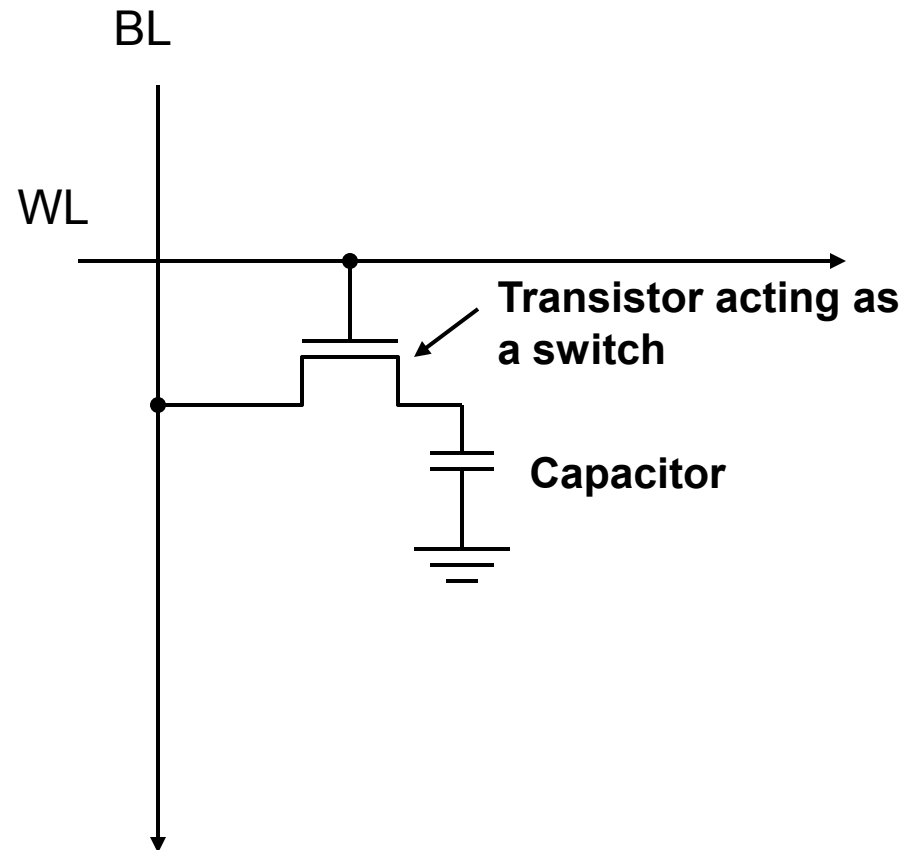 BL
WL
Transistor acting as
a switch
Capacitor